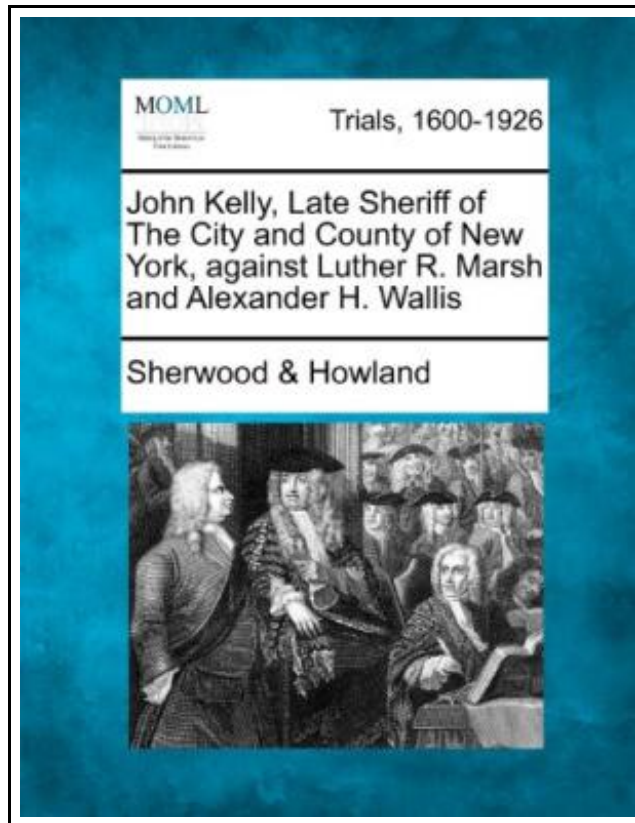 MOML
Trials, 1600-1926
John Kelly, Late Sheriff of
The City and County of New
York, against Luther R. Marsh
and Alexander H. Wallis
Sherwood & Howland